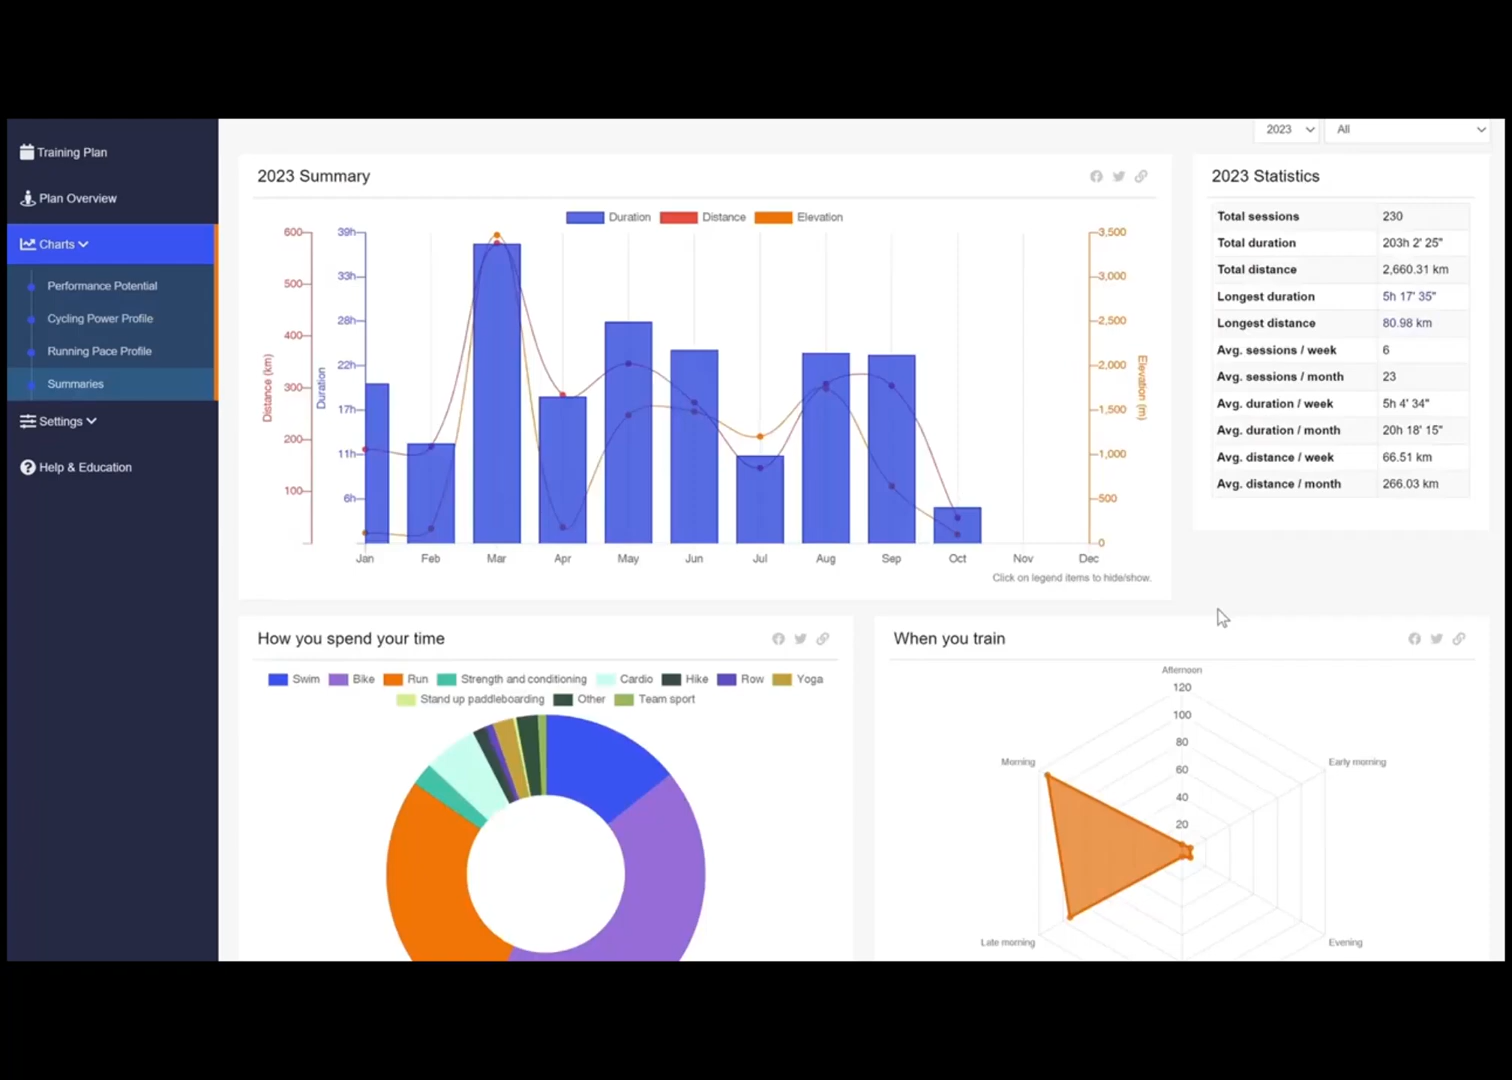 2023
All
Training Plan
Plan Overview
Charts
Performance Potential
Cycling Power Profile
Running Pace Profile
Summaries
Settings
Help & Education
2023 Summary
Duration Distance Elevation
600 39h 3,500
500 33h 3,000
400 28h 2,500
300 22h 2,000
200 17h 1,500
100 11h 1,000
6h 500
0
Distance (km)
Duration
Elevation (m)
Jan Feb Mar Apr May Jun Jul Aug Sep Oct Nov Dec
Click on legend items to hide/show.
2023 Statistics
Total sessions 230
Total duration 203h 2' 25"
Total distance 2,660.31 km
Longest duration 5h 17' 35"
Longest distance 80.98 km
Avg. sessions / week 6
Avg. sessions / month 23
Avg. duration / week 5h 4' 34"
Avg. duration / month 20h 18' 15"
Avg. distance / week 66.51 km
Avg. distance / month 266.03 km
How you spend your time
Swim Bike Run Strength and conditioning Cardio Hike Row Yoga
Stand up paddleboarding Other Team sport
When you train
Afternoon
120
100
80
60
40
20
Morning
Early morning
Late morning
Evening